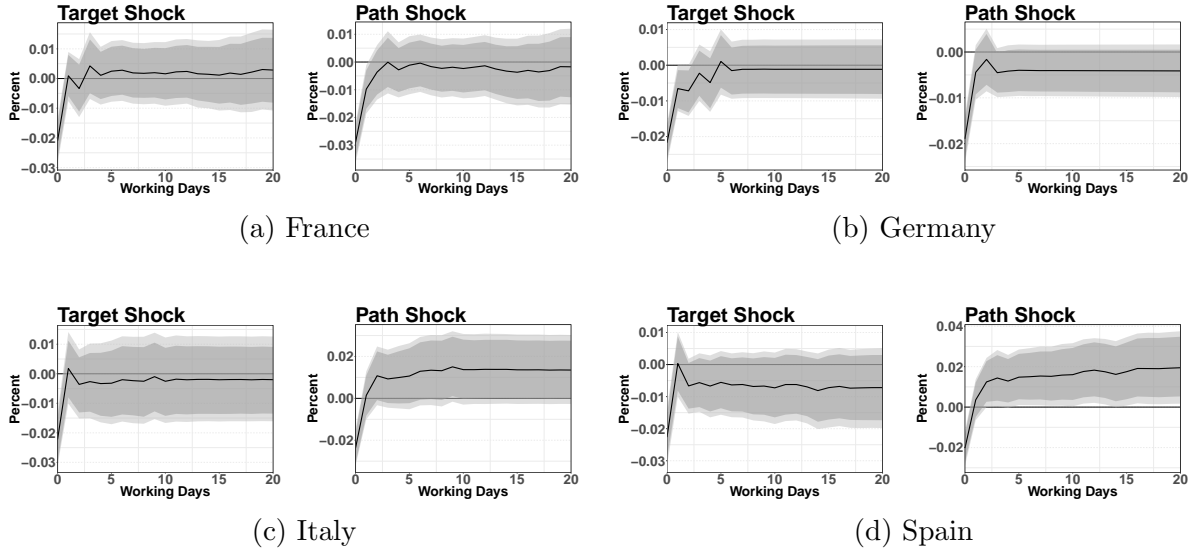 Target Shock
Percent
0.01
0.00
−0.01
−0.02
−0.03
0 5 10 15 20
Working Days
Path Shock
Percent
0.01
0.00
−0.01
−0.02
−0.03
0 5 10 15 20
Working Days
(a) France
Target Shock
Percent
0.01
0.00
−0.01
−0.02
0 5 10 15 20
Working Days
Path Shock
Percent
0.00
−0.01
−0.02
0 5 10 15 20
Working Days
(b) Germany
Target Shock
Percent
0.01
0.00
−0.01
−0.02
−0.03
0 5 10 15 20
Working Days
Path Shock
Percent
0.02
0.00
−0.02
0 5 10 15 20
Working Days
(c) Italy
Target Shock
Percent
0.01
0.00
−0.01
−0.02
−0.03
0 5 10 15 20
Working Days
Path Shock
Percent
0.04
0.02
0.00
−0.02
0 5 10 15 20
Working Days
(d) Spain